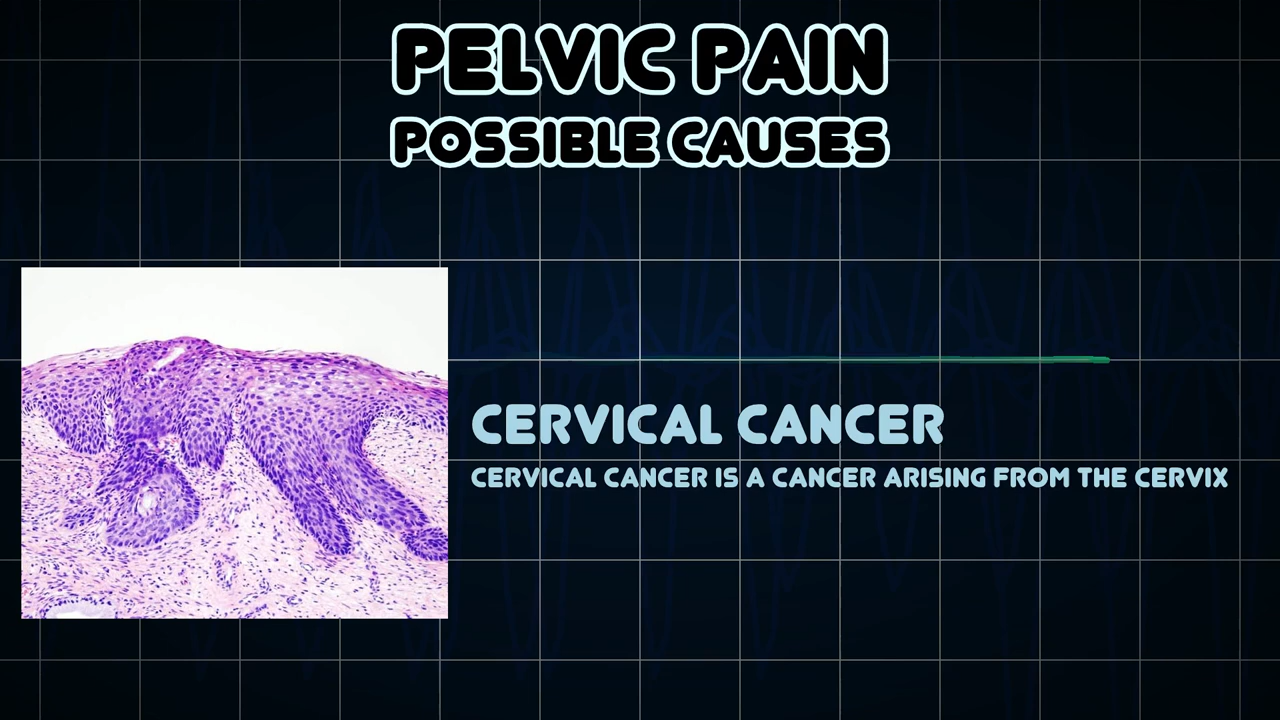 PELVIC PAIN
POSSIBLE CAUSES
CERVICAL CANCER
CERVICAL CANCER IS A CANCER ARISING FROM THE CERVIX